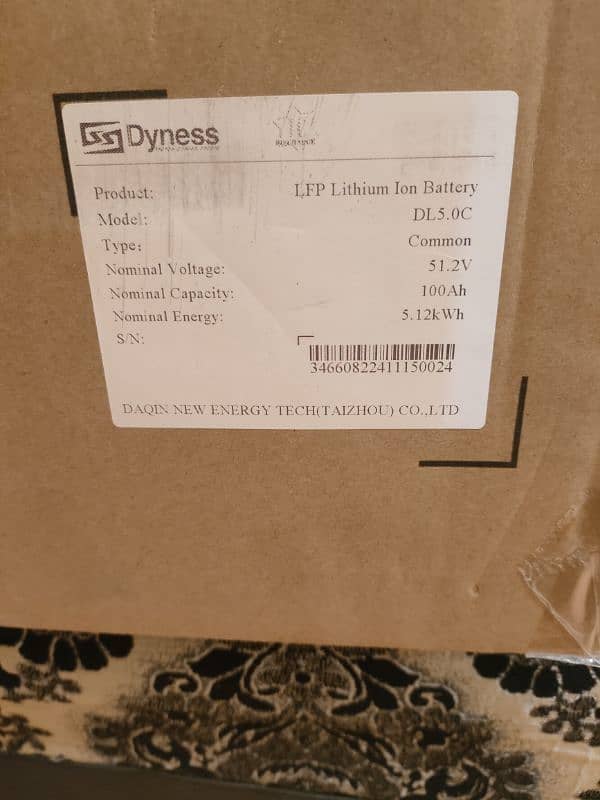 Dyness
Product: LFP Lithium Ion Battery
Model: DL5.0C
Type: Common
Nominal Voltage: 51.2V
Nominal Capacity: 100Ah
Nominal Energy: 5.12kWh
S/N:
34660822411150024
DAQIN NEW ENERGY TECH(TAIZHOU) CO.,LTD